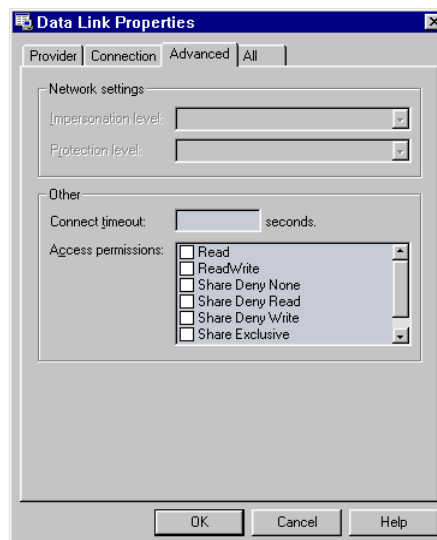 Data Link Properties
Provider Connection Advanced All
Network settings
Impersonation level:
Protection level:
Other
Connect timeout: seconds.
Access permissions: Read
ReadWrite
Share Deny None
Share Deny Read
Share Deny Write
Share Exclusive
OK Cancel Help